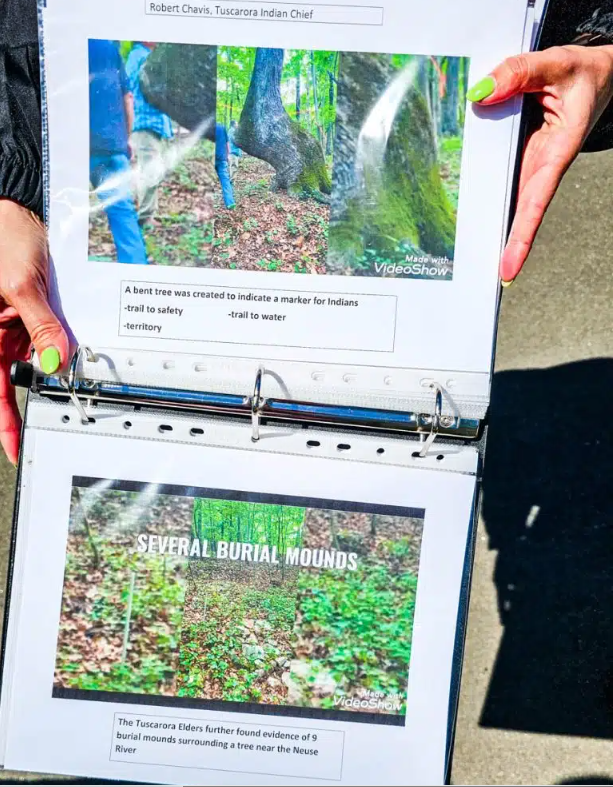 Robert Chavis, Tuscarora Indian Chief
Made with
VideoShow
A bent tree was created to indicate a marker for Indians
-trail to safety -trail to water
-territory
SEVERAL BURIAL MOUNDS
Made with
VideoShow
The Tuscarora Elders further found evidence of 9
burial mounds surrounding a tree near the Neuse
River